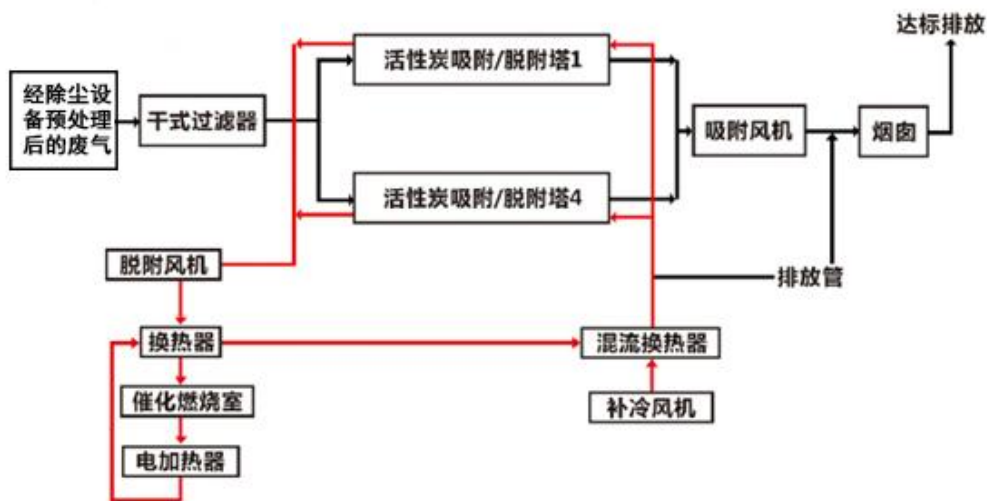 达标排放
经除尘设
备预处理
后的废气
干式过滤器
活性炭吸附/脱附塔1
吸附风机
烟囱
活性炭吸附/脱附塔4
脱附风机
排放管
换热器
混流换热器
催化燃烧室
补冷风机
电加热器